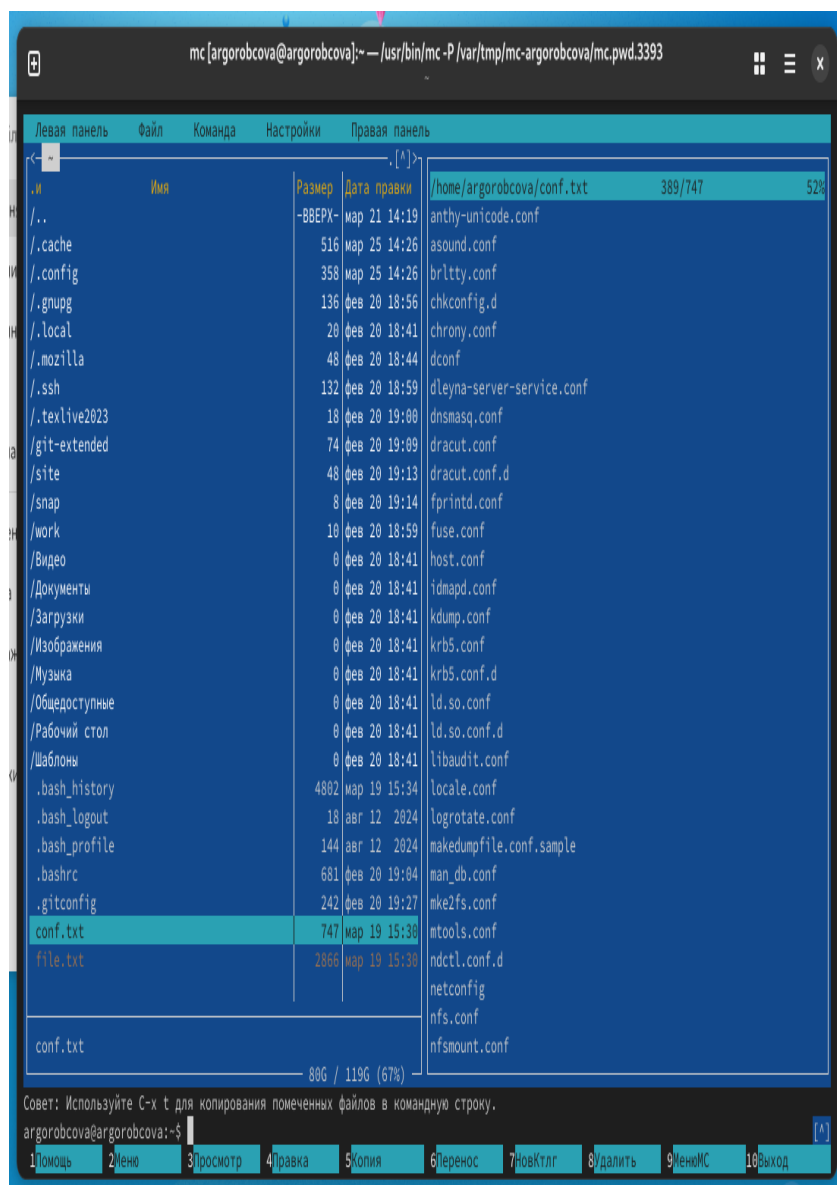 mc [argorobcova@argorobcova]:~ — /usr/bin/mc -P /var/tmp/mc-argorobcova/mc.pwd.3393
~
Левая панель Файл Команда Настройки Правая панель
<— ~ .[^]>
.и Имя Размер Дата правки
/.. -ВВЕРХ- мар 21 14:19
/.cache 516 мар 25 14:26
/.config 358 мар 25 14:26
/.gnupg 136 фев 20 18:56
/.local 20 фев 20 18:41
/.mozilla 48 фев 20 18:44
/.ssh 132 фев 20 18:59
/.texlive2023 18 фев 20 19:00
/git-extended 74 фев 20 19:09
/site 48 фев 20 19:13
/snap 8 фев 20 19:14
/work 10 фев 20 18:59
/Видео 0 фев 20 18:41
/Документы 0 фев 20 18:41
/Загрузки 0 фев 20 18:41
/Изображения 0 фев 20 18:41
/Музыка 0 фев 20 18:41
/Общедоступные 0 фев 20 18:41
/Рабочий стол 0 фев 20 18:41
/Шаблоны 0 фев 20 18:41
.bash_history 4802 мар 19 15:34
.bash_logout 18 авг 12 2024
.bash_profile 144 авг 12 2024
.bashrc 681 фев 20 19:04
.gitconfig 242 фев 20 19:27
conf.txt 747 мар 19 15:30
file.txt 2866 мар 19 15:30
conf.txt
80G / 119G (67%)
/home/argorobcova/conf.txt 389/747 52%
anthy-unicode.conf
asound.conf
brltty.conf
chkconfig.d
chrony.conf
dconf
dleyna-server-service.conf
dnsmasq.conf
dracut.conf
dracut.conf.d
fprintd.conf
fuse.conf
host.conf
idmapd.conf
kdump.conf
krb5.conf
krb5.conf.d
ld.so.conf
ld.so.conf.d
libaudit.conf
locale.conf
logrotate.conf
makedumpfile.conf.sample
man_db.conf
mke2fs.conf
mtools.conf
ndctl.conf.d
netconfig
nfs.conf
nfsmount.conf
Совет: Используйте C-x t для копирования помеченных файлов в командную строку.
argorobcova@argorobcova:~$ [^]
1Помощь 2Меню 3Просмотр 4Правка 5Копия 6Перенос 7НовКтлг 8Удалить 9МенюMC 10Выход